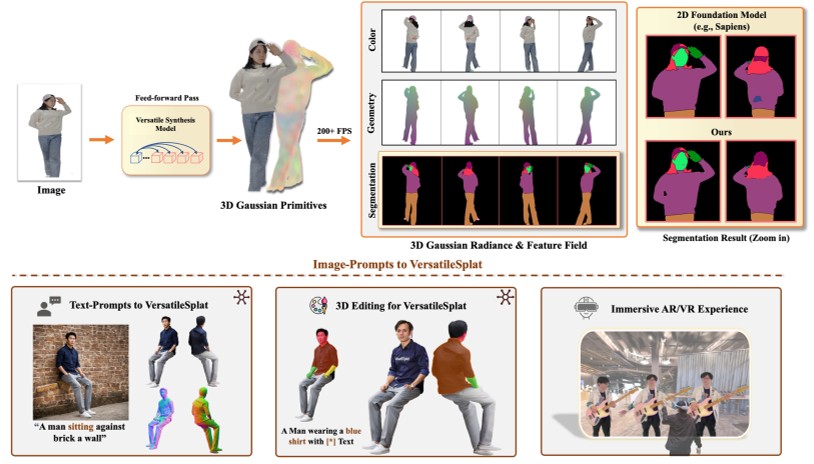 2D Foundation Model
(e.g., Sapiens)
Color
Feed-forward Pass
Versatile Synthesis
Model
Geometry
200+ FPS
Ours
Image
3D Gaussian Primitives
Segmentation
3D Gaussian Radiance & Feature Field
Segmentation Result (Zoom in)
Image-Prompts to VersatileSplat
Text-Prompts to VersatileSplat
“A man sitting against
brick a wall”
3D Editing for VersatileSplat
A Man wearing a blue
shirt with [*] Text
Immersive AR/VR Experience